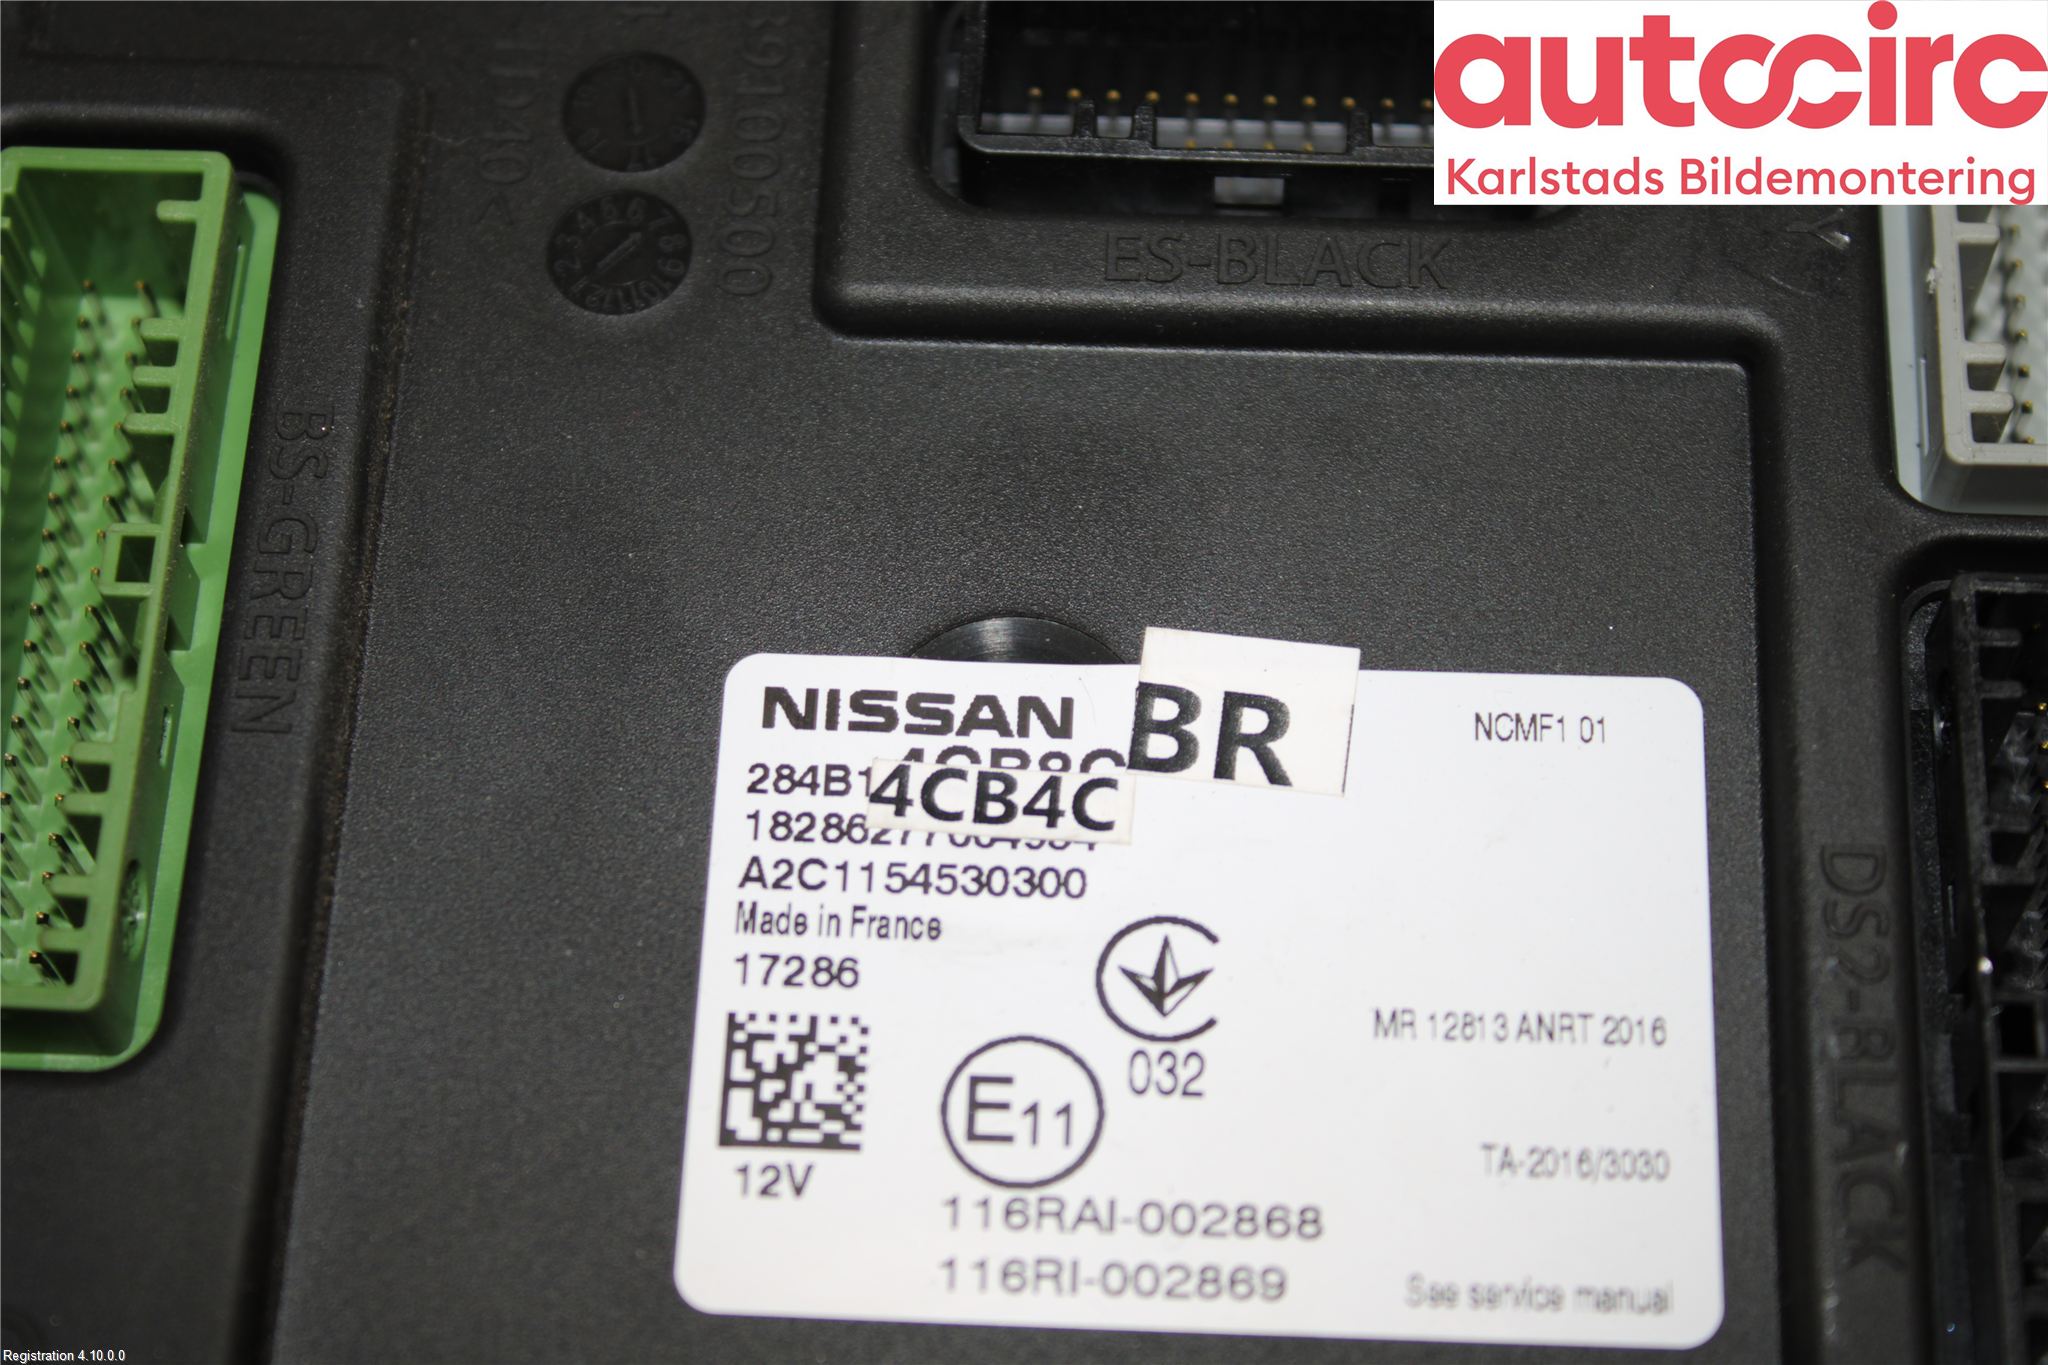 autocirc
Karlstads Bildemontering
39100500
ES-BLACK
BS-GREEN
DS2-BLACK
NISSAN
BR
NCMF1 01
284B1
4CB4C
A2C1154530300
Made in France
17286
032
MR 12813 ANRT 2016
E11
TA-2016/3030
12V
116RAI-002868
116RI-002869
See service manual
Registration 4.10.0.0